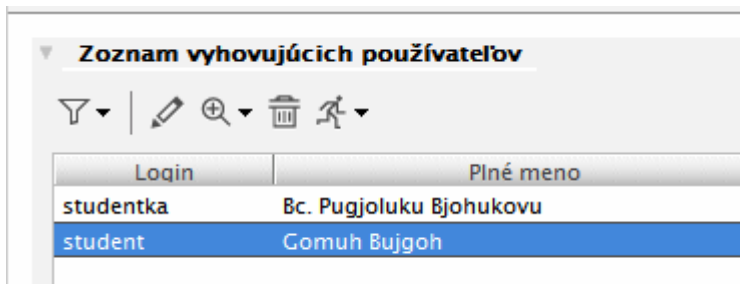 Zoznam vyhovujúcich používateľov
Login Plné meno
studentka Bc. Pugjoluku Bjohukovu
student Gomuh Bujgoh